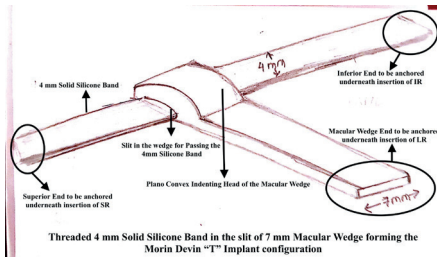 4 mm
Inferior End to be anchored
underneath insertion of IR
4 mm Solid Silicone Band
Macular Wedge End to be
anchored underneath
insertion of LR
Slit in the wedge for Passing the
4mm Silicone Band
Plano Convex Indenting Head of the Macular Wedge
Superior End to be anchored
underneath insertion of SR
7mm
Threaded 4 mm Solid Silicone Band in the slit of 7 mm Macular Wedge forming the
Morin Devin “T” Implant configuration